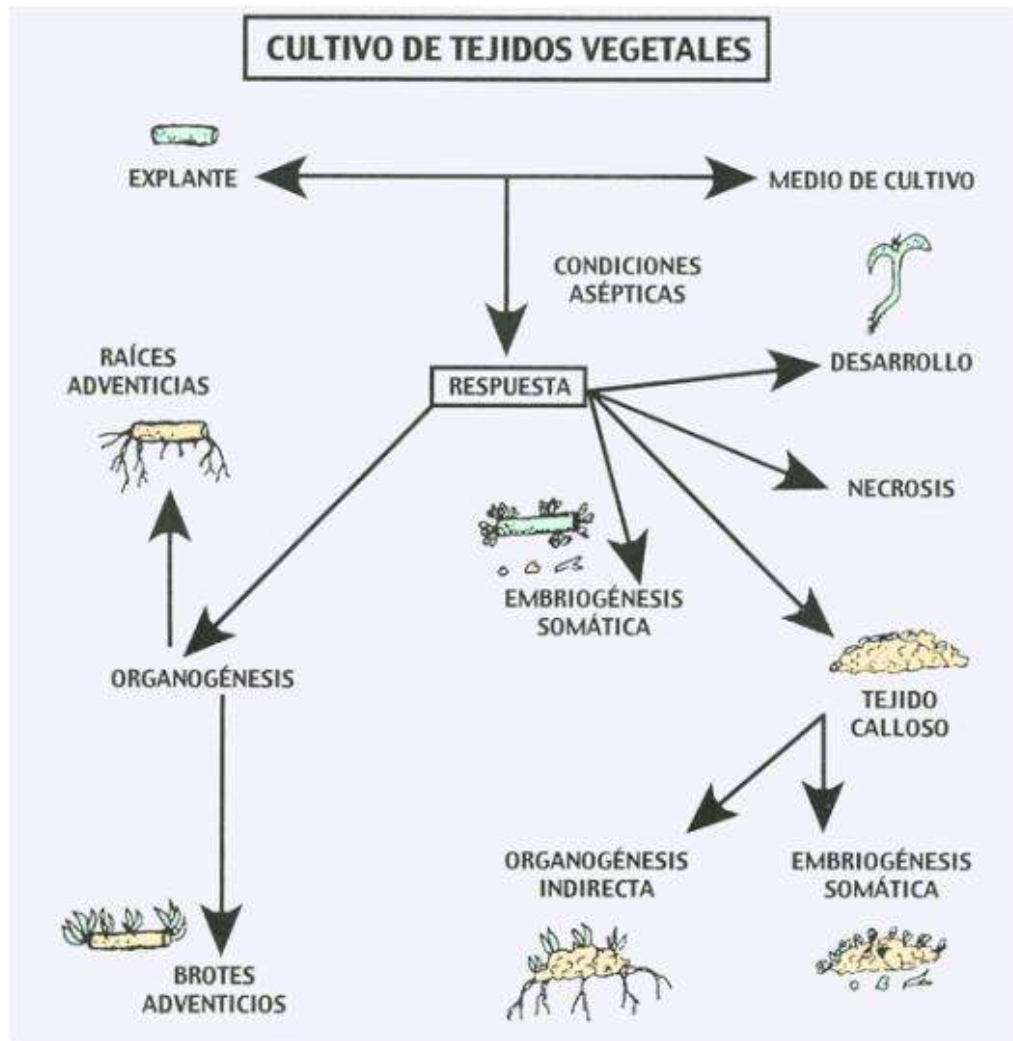 CULTIVO DE TEJIDOS VEGETALES
EXPLANTE
MEDIO DE CULTIVO
CONDICIONES
ASÉPTICAS
RAÍCES
ADVENTICIAS
RESPUESTA
DESARROLLO
NECROSIS
EMBRIOGÉNESIS
SOMÁTICA
ORGANOGÉNESIS
TEJIDO
CALLOSO
ORGANOGÉNESIS
INDIRECTA
EMBRIOGÉNESIS
SOMÁTICA
BROTES
ADVENTICIOS